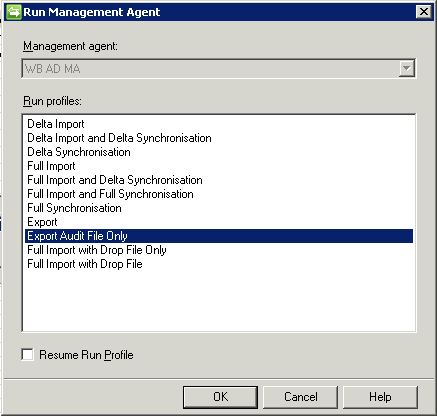 Run Management Agent
Management agent:
WB AD MA
Run profiles:
Delta Import
Delta Import and Delta Synchronisation
Delta Synchronisation
Full Import
Full Import and Delta Synchronisation
Full Import and Full Synchronisation
Full Synchronisation
Export
Export Audit File Only
Full Import with Drop File Only
Full Import with Drop File
Resume Run Profile
OK Cancel Help